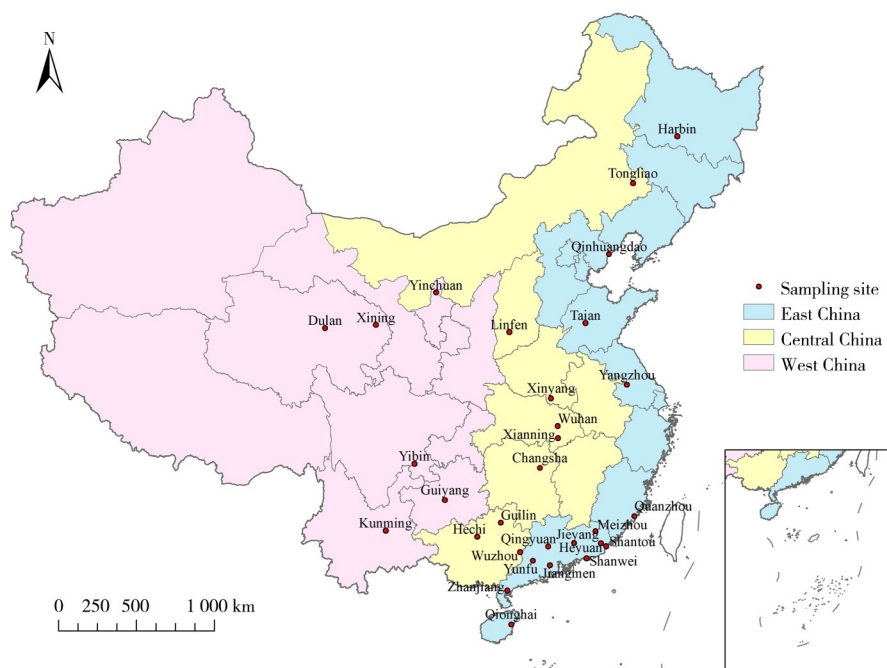 N
Harbin
Tongliao
Qinhuangdao
Yinchuan
Sampling site
Dulan
Xining
Linfen
Taian
East China
Central China
West China
Yangzhou
Xinyang
Wuhan
Xianning
Yibin
Changsha
Guiyang
Quanzhou
Kunming
Hechi
Guilin
Qingyuan
Jieyang
Meizhou
Heyuan
Shantou
Wuzhou
Yunfu
Jiangmen
Shanwei
Zhanjiang
Qionghai
0 250 500 1 000 km